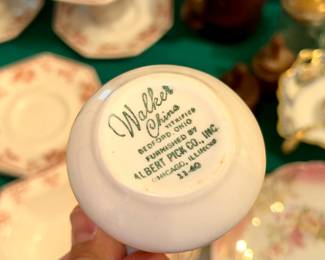 Walker
China
VITRIFIED
BEDFORD, OHIO
FURNISHED BY
ALBERT PICK CO., INC.
CHICAGO, ILLINOIS
11-40